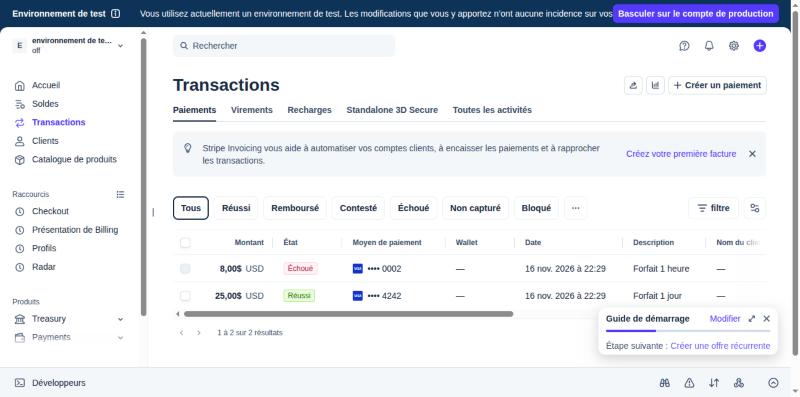 Environnement de test
Vous utilisez actuellement un environnement de test. Les modifications que vous y apportez n'ont aucune incidence sur vos
Basculer sur le compte de production
E
environnement de te...
off
Rechercher
Accueil
Soldes
Transactions
Clients
Catalogue de produits
Raccourcis
Checkout
Présentation de Billing
Profils
Radar
Produits
Treasury
Payments
Transactions
Créer un paiement
Paiements Virements Recharges Standalone 3D Secure Toutes les activités
Stripe Invoicing vous aide à automatiser vos comptes clients, à encaisser les paiements et à rapprocher
les transactions.
Créez votre première facture
Tous Réussi Remboursé Contesté Échoué Non capturé Bloqué ... filtre
Montant État Moyen de paiement Wallet Date Description Nom du
8,00$ USD Échoué VISA •••• 0002 — 16 nov. 2026 à 22:29 Forfait 1 heure —
25,00$ USD Réussi VISA •••• 4242 — 16 nov. 2026 à 22:29 Forfait 1 jour —
1 à 2 sur 2 résultats
Guide de démarrage Modifier
Étape suivante : Créer une offre récurrente
Développeurs